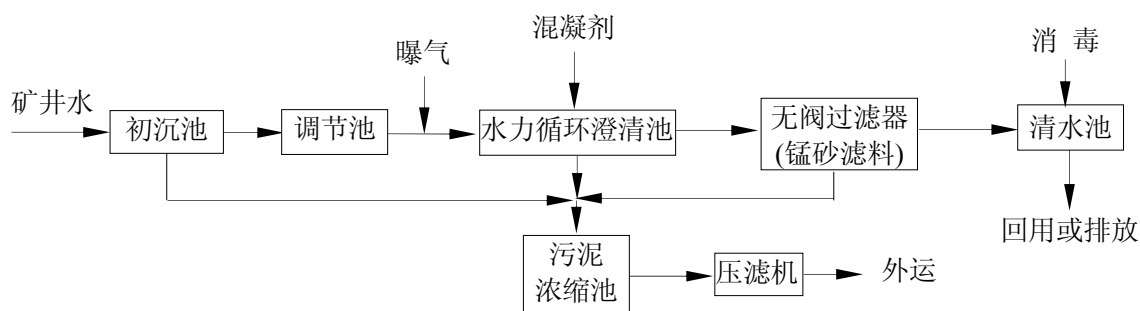 混凝剂
消 毒
曝气
矿井水
初沉池
调节池
水力循环澄清池
无阀过滤器
(锰砂滤料)
清水池
回用或排放
污泥
浓缩池
压滤机
外运